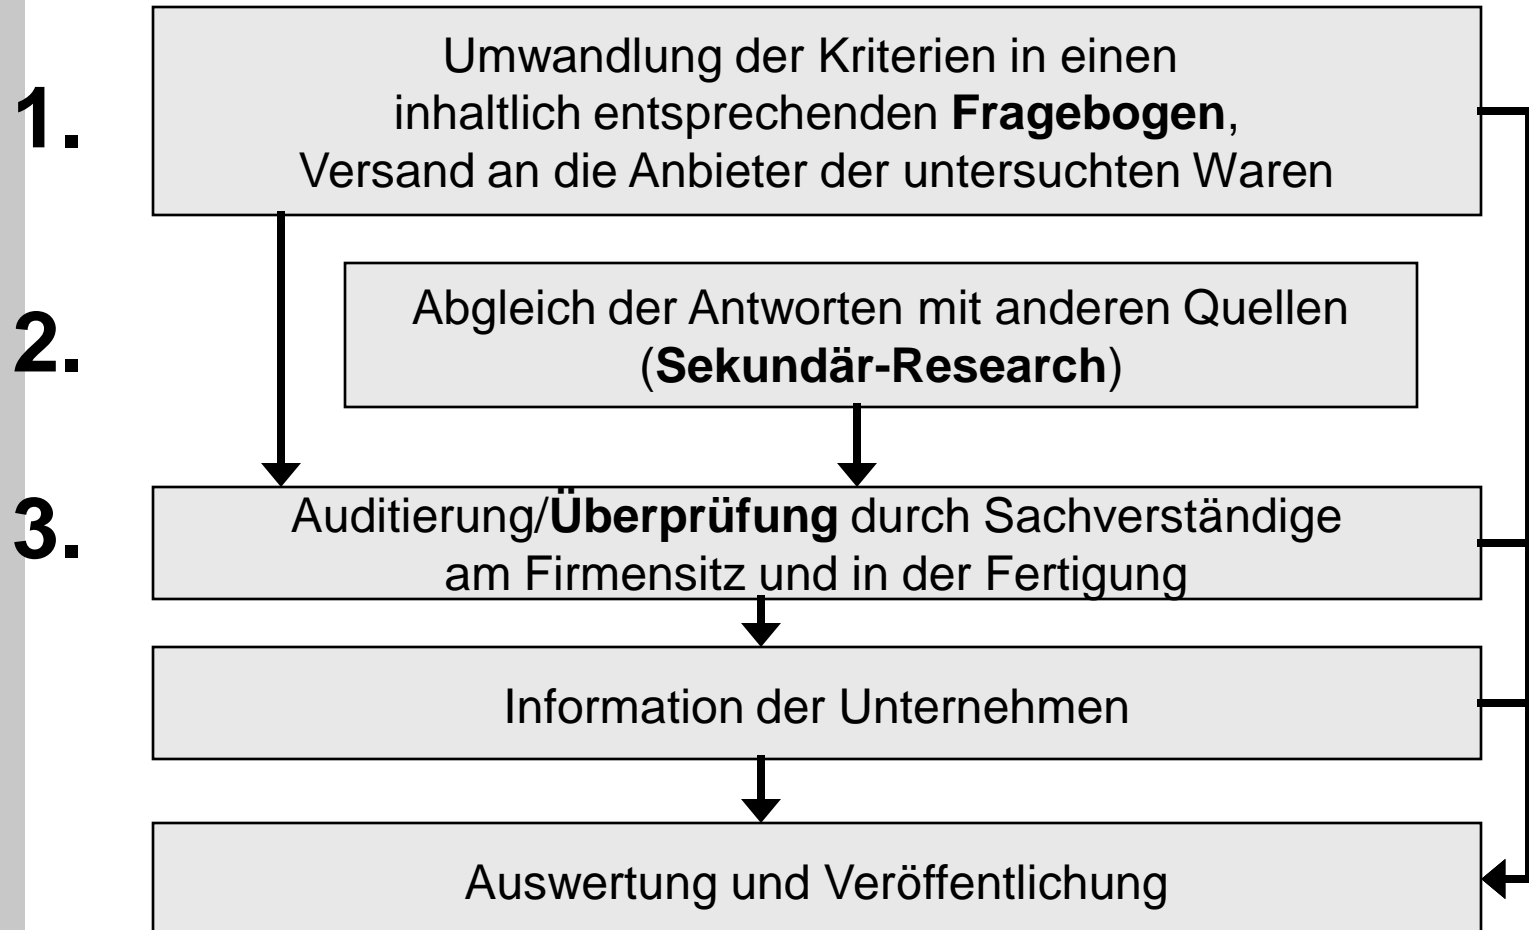 1.
Umwandlung der Kriterien in einen
inhaltlich entsprechenden Fragebogen,
Versand an die Anbieter der untersuchten Waren
2.
Abgleich der Antworten mit anderen Quellen
(Sekundär-Research)
3.
Auditierung/Überprüfung durch Sachverständige
am Firmensitz und in der Fertigung
Information der Unternehmen
Auswertung und Veröffentlichung